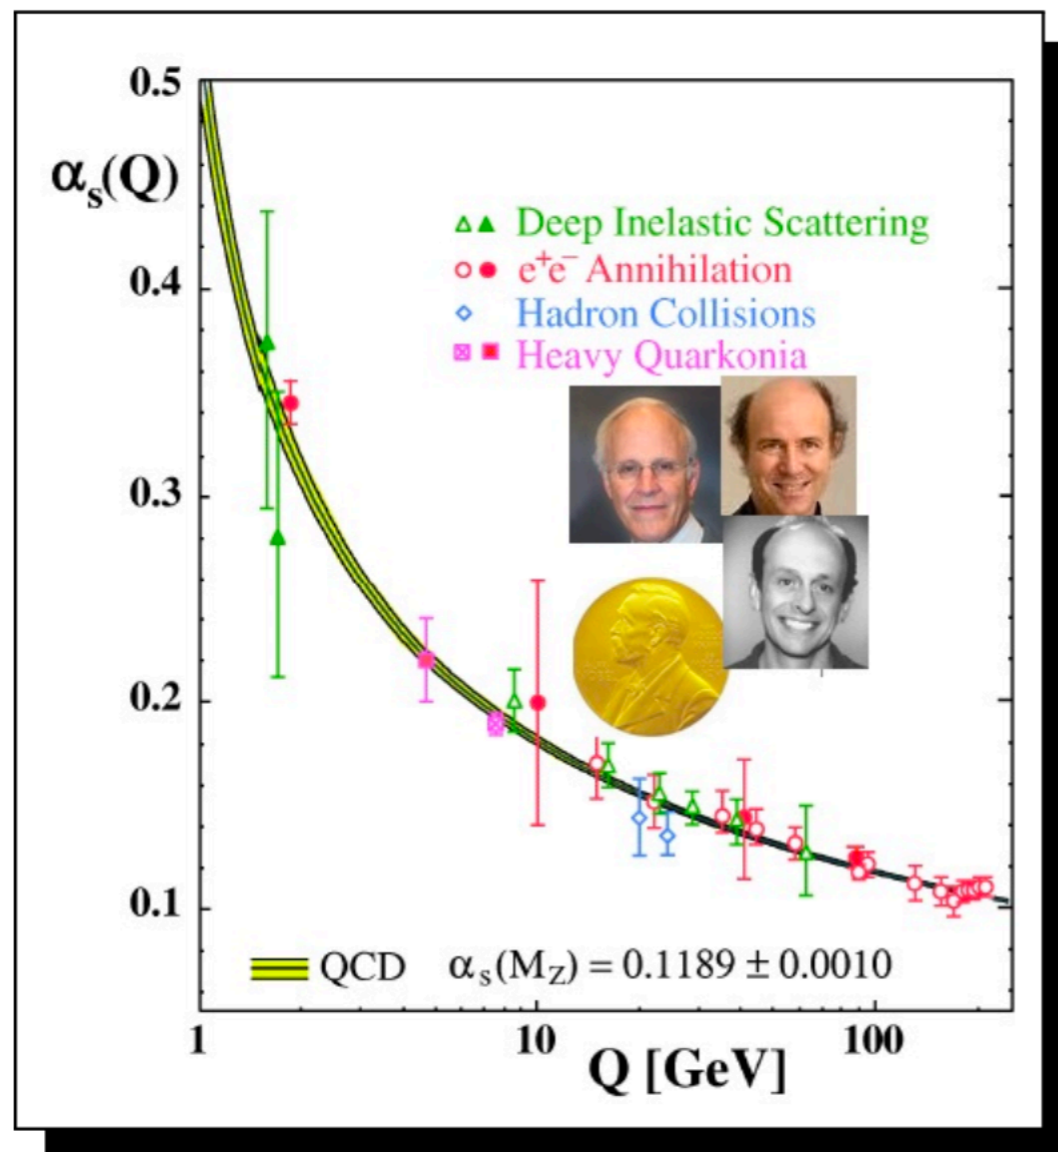 0.5
αₛ(Q)
△▲ Deep Inelastic Scattering
○● e⁺e⁻ Annihilation
◇ Hadron Collisions
Heavy Quarkonia
0.4
0.3
0.2
0.1
QCD αₛ(M_Z) = 0.1189 ± 0.0010
1 10 100
Q [GeV]